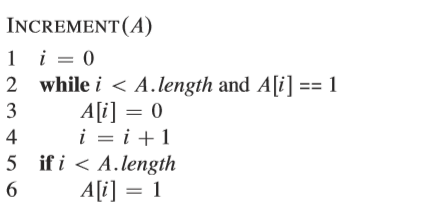 INCREMENT(A)
1 i = 0
2 while i < A.length and A[i] == 1
3 A[i] = 0
4 i = i + 1
5 if i < A.length
6 A[i] = 1